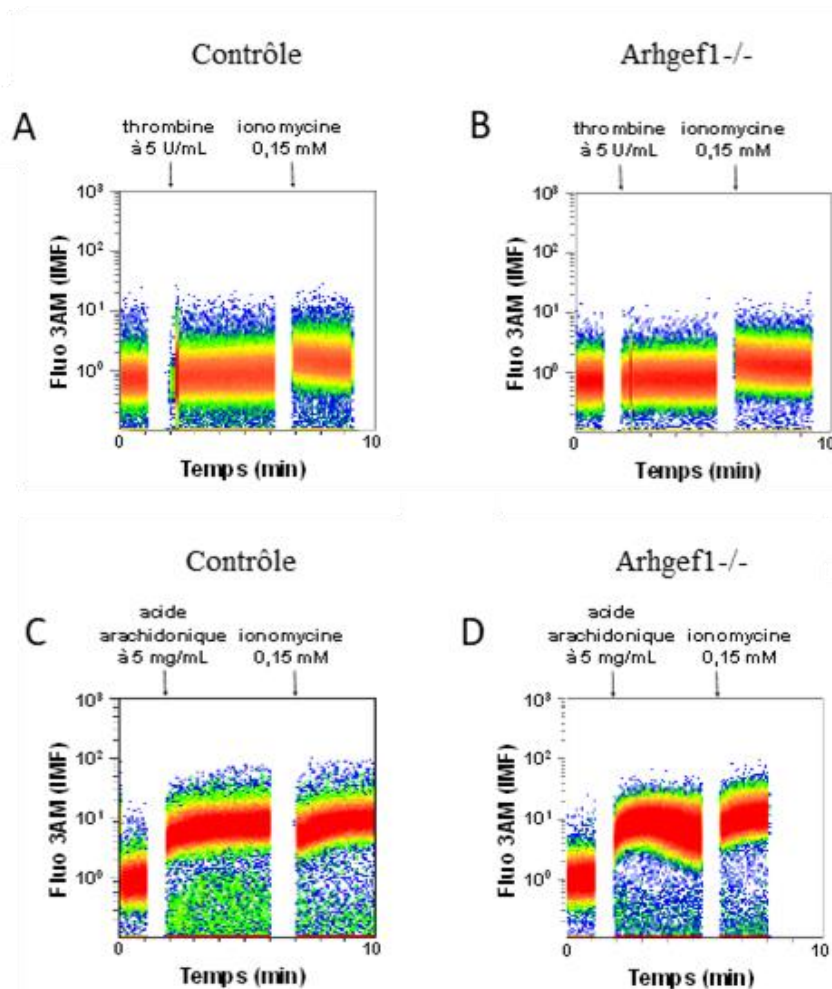 Contrôle
Arhgef1-/-
A
thrombine
à 5 U/mL
ionomycine
0,15 mM
B
thrombine
à 5 U/mL
ionomycine
0,15 mM
Fluo 3AM (IMF)
10³
10²
10¹
10⁰
0
10
Temps (min)
Fluo 3AM (IMF)
10³
10²
10¹
10⁰
0
10
Temps (min)
Contrôle
Arhgef1-/-
C
acide
arachidonique
à 5 mg/mL
ionomycine
0,15 mM
D
acide
arachidonique
à 5 mg/mL
ionomycine
0,15 mM
Fluo 3AM (IMF)
10³
10²
10¹
10⁰
0
10
Temps (min)
Fluo 3AM (IMF)
10³
10²
10¹
10⁰
0
10
Temps (min)